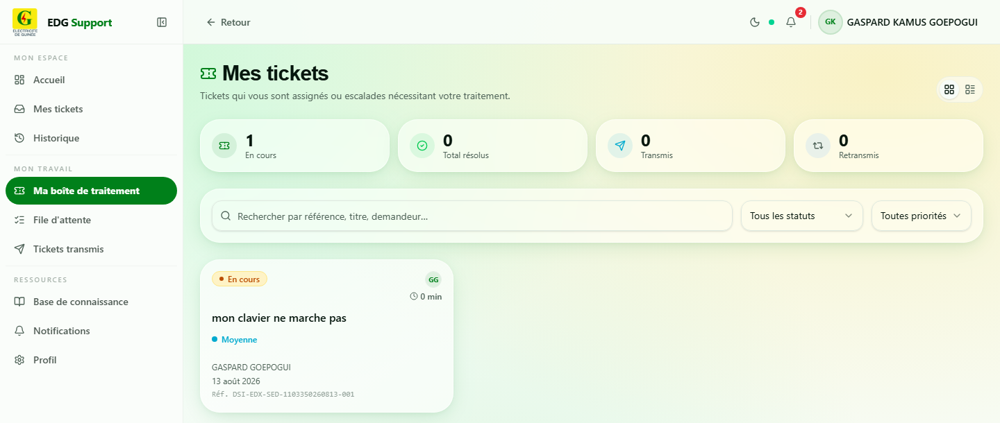 G
ELECTRICITE
DE GUINÉE
EDG Support
Retour
2
GK
GASPARD KAMUS GOEPOGUI
MON ESPACE
Accueil
Mes tickets
Historique
MON TRAVAIL
Ma boîte de traitement
File d'attente
Tickets transmis
RESSOURCES
Base de connaissance
Notifications
Profil
Mes tickets
Tickets qui vous sont assignés ou escalades nécessitant votre traitement.
1
En cours
0
Total résolus
0
Transmis
0
Retransmis
Rechercher par référence, titre, demandeur...
Tous les statuts
Toutes priorités
En cours
GG
0 min
mon clavier ne marche pas
Moyenne
GASPARD GOEPOGUI
13 août 2026
Réf. DSI-EDX-SED-1103350260813-001